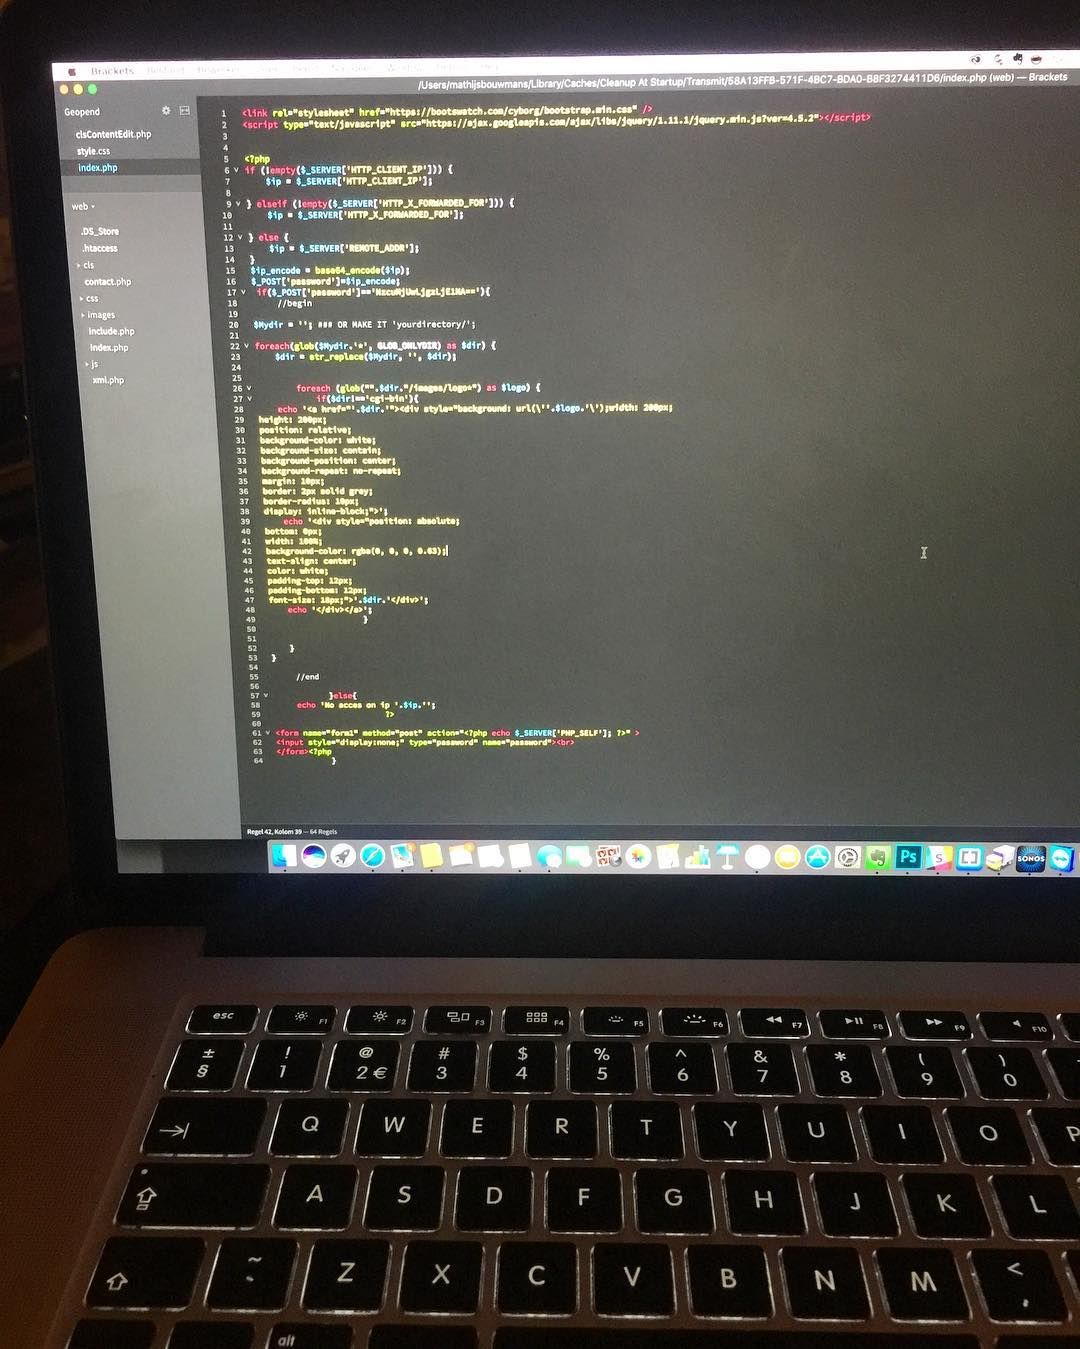 Brackets
/Users/mathijsbouwmans/Library/Caches/Cleanup At Startup/Transmit/58A13FFB-571F-4BC7-BDA0-B8F3274411D6/index.php (web) — Brackets
Geopend
clsContentEdit.php
style.css
index.php
web
.DS_Store
.htaccess
cls
contact.php
css
images
include.php
index.php
js
xml.php
1 <link rel="stylesheet" href="https://bootswatch.com/cyborg/bootstrap.min.css" />
2 <script type="text/javascript" src="https://ajax.googleapis.com/ajax/libs/jquery/1.11.1/jquery.min.js?ver=4.5.2"></script>
3
4
5 <?php
6 if (!empty($_SERVER['HTTP_CLIENT_IP'])) {
7 $ip = $_SERVER['HTTP_CLIENT_IP'];
8
9 } elseif (!empty($_SERVER['HTTP_X_FORWARDED_FOR'])) {
10 $ip = $_SERVER['HTTP_X_FORWARDED_FOR'];
11
12 } else {
13 $ip = $_SERVER['REMOTE_ADDR'];
14 }
15 $ip_encode = base64_encode($ip);
16 $_POST['password']=$ip_encode;
17 if($_POST['password']=='NzcuMjUwLjgzLjE1NA=='){
18 //begin
19
20 $Mydir = ''; ### OR MAKE IT 'yourdirectory/';
21
22 foreach(glob($Mydir.'*', GLOB_ONLYDIR) as $dir) {
23 $dir = str_replace($Mydir, '', $dir);
24
25
26 foreach (glob("".$dir."/images/logo*") as $logo) {
27 if($dir!=='cgi-bin'){
28 echo '<a href="'.$dir.'"><div style="background: url(\''.$logo.'\');width: 200px;
29 height: 200px;
30 position: relative;
31 background-color: white;
32 background-size: contain;
33 background-position: center;
34 background-repeat: no-repeat;
35 margin: 10px;
36 border: 2px solid grey;
37 border-radius: 10px;
38 display: inline-block;">';
39 echo '<div style="position: absolute;
40 bottom: 0px;
41 width: 100%;
42 background-color: rgba(0, 0, 0, 0.63);
43 text-align: center;
44 color: white;
45 padding-top: 12px;
46 padding-bottom: 12px;
47 font-size: 18px;">'.$dir.'</div>';
48 echo '</div></a>';
49 }
50
51
52 }
53 }
54
55 //end
56
57 }else{
58 echo 'No acces on ip '.$ip.'';
59 ?>
60
61 <form name="form1" method="post" action="<?php echo $_SERVER['PHP_SELF']; ?>" >
62 <input style="display:none;" type="password" name="password"><br>
63 </form><?php
64 }
Regel 42, Kolom 39 — 64 Regels
Ps
S
SONOS
esc F1 F2 F3 F4 F5 F6 F7 F8 F9 F10
± ! @ # $ % ^ & * ( )
§ 1 2 € 3 4 5 6 7 8 9 0
Q W E R T Y U I O P
A S D F G H J K L
~ Z X C V B N M < ,
alt